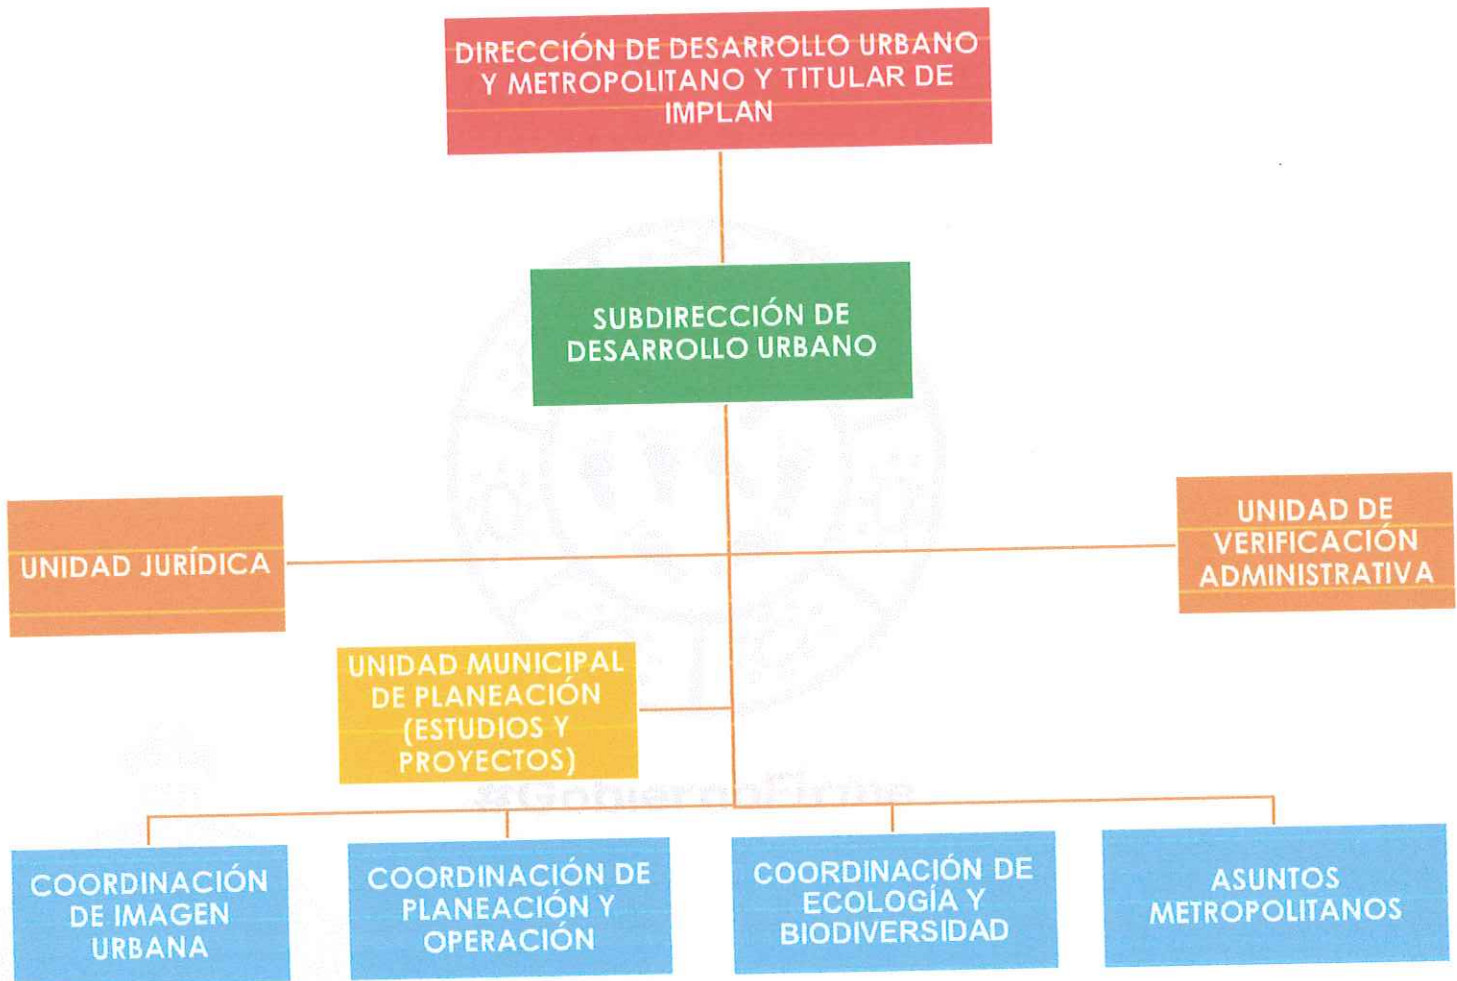 DIRECCIÓN DE DESARROLLO URBANO
Y METROPOLITANO Y TITULAR DE
IMPLAN
SUBDIRECCIÓN DE
DESARROLLO URBANO
UNIDAD JURÍDICA
UNIDAD DE
VERIFICACIÓN
ADMINISTRATIVA
UNIDAD MUNICIPAL
DE PLANEACIÓN
(ESTUDIOS Y
PROYECTOS)
#GobiernoFirme
COORDINACIÓN
DE IMAGEN
URBANA
COORDINACIÓN DE
PLANEACIÓN Y
OPERACIÓN
COORDINACIÓN DE
ECOLOGÍA Y
BIODIVERSIDAD
ASUNTOS
METROPOLITANOS